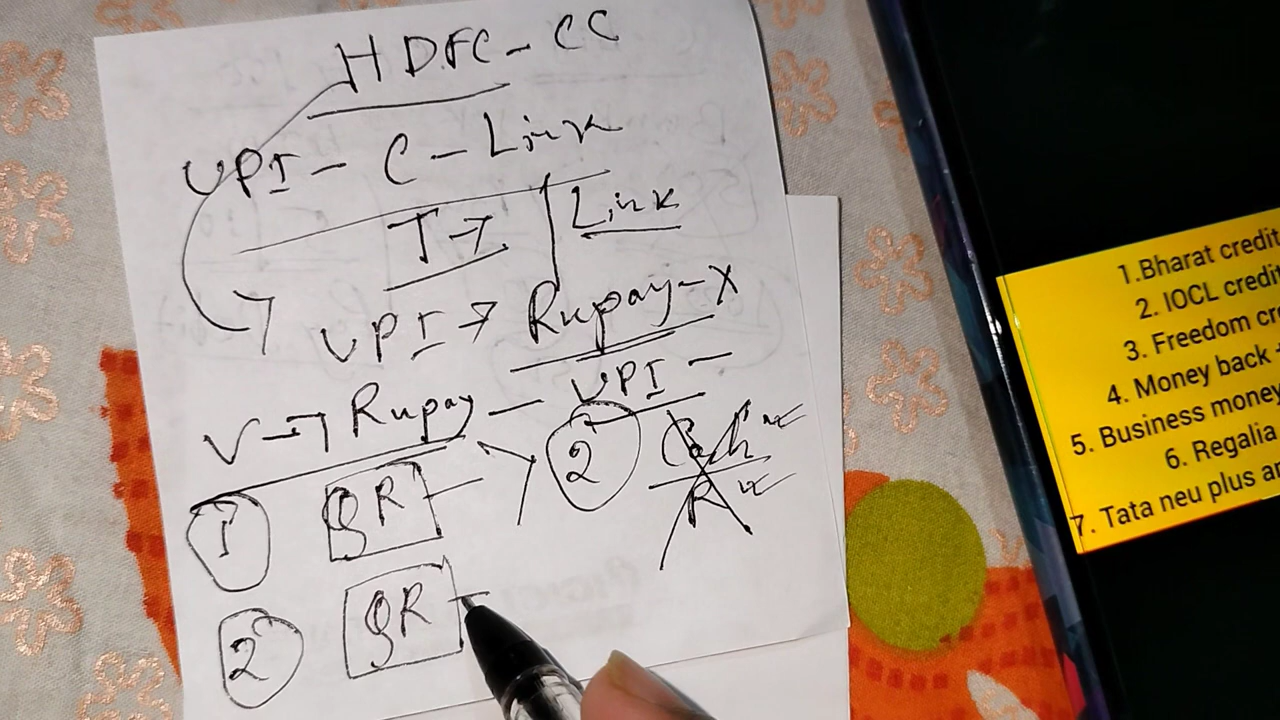 HDFC - CC
UPI - C - Link
T → Link
UPI → Rupay - X
V → Rupay - UPI -
① QR - ② Cash
R
② QR -
1.Bharat credit
2. IOCL credit
3. Freedom cre
4. Money back +
5. Business money
6. Regalia
7. Tata neu plus an